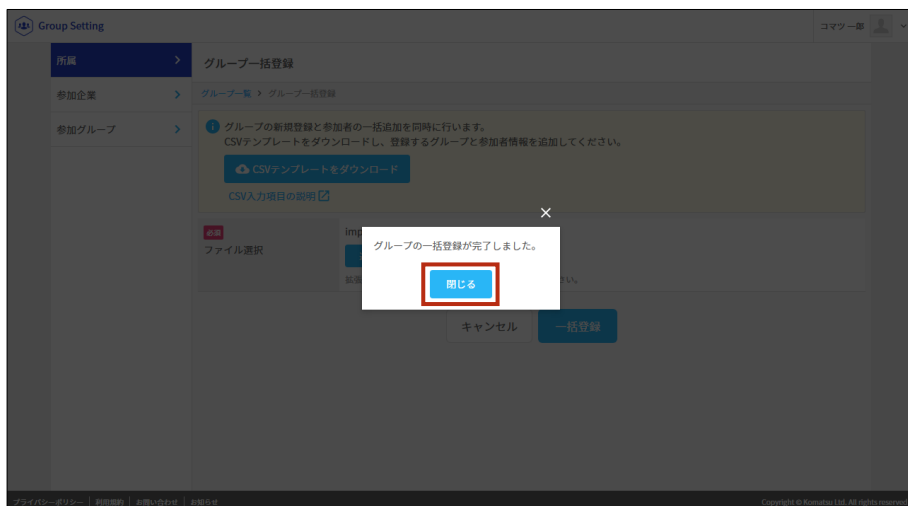 Group Setting
コマツ 一郎
所属
参加企業
参加グループ
グループ一括登録
グループ一覧 > グループ一括登録
グループの新規登録と参加者の一括追加を同時に行います。
CSVテンプレートをダウンロードし、登録するグループと参加者情報を追加してください。
CSVテンプレートをダウンロード
CSV入力項目の説明
必須
ファイル選択
imp
グループの一括登録が完了しました。
閉じる
拡張
さい。
キャンセル
一括登録
プライバシーポリシー | 利用規約 | お問い合わせ | お知らせ
Copyright © Komatsu Ltd. All rights reserved.